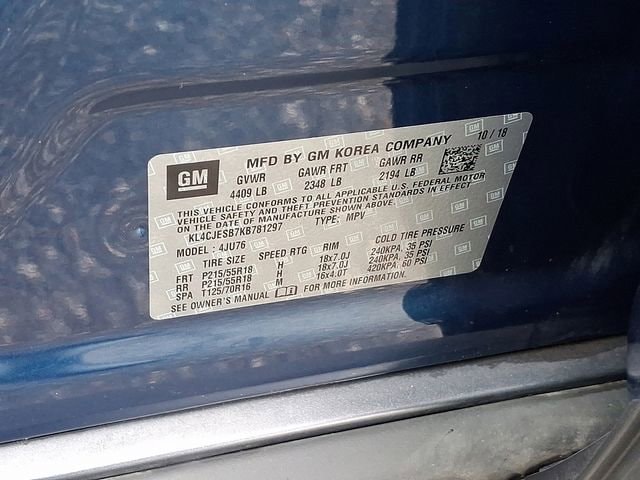 GM
MFD BY GM KOREA COMPANY 10/18
GVWR GAWR FRT GAWR RR
4409 LB 2348 LB 2194 LB
THIS VEHICLE CONFORMS TO ALL APPLICABLE U.S. FEDERAL MOTOR
VEHICLE SAFETY AND THEFT PREVENTION STANDARDS IN EFFECT
ON THE DATE OF MANUFACTURE SHOWN ABOVE.
KL4CJESB7KB781297 TYPE: MPV
MODEL: 4JU76
TIRE SIZE SPEED RTG RIM COLD TIRE PRESSURE
FRT P215/55R18 H 18x7.0J 240KPA, 35 PSI
RR P215/55R18 H 18x7.0J 240KPA, 35 PSI
SPA T125/70R16 M 16x4.0T 420KPA, 60 PSI
SEE OWNER'S MANUAL FOR MORE INFORMATION.